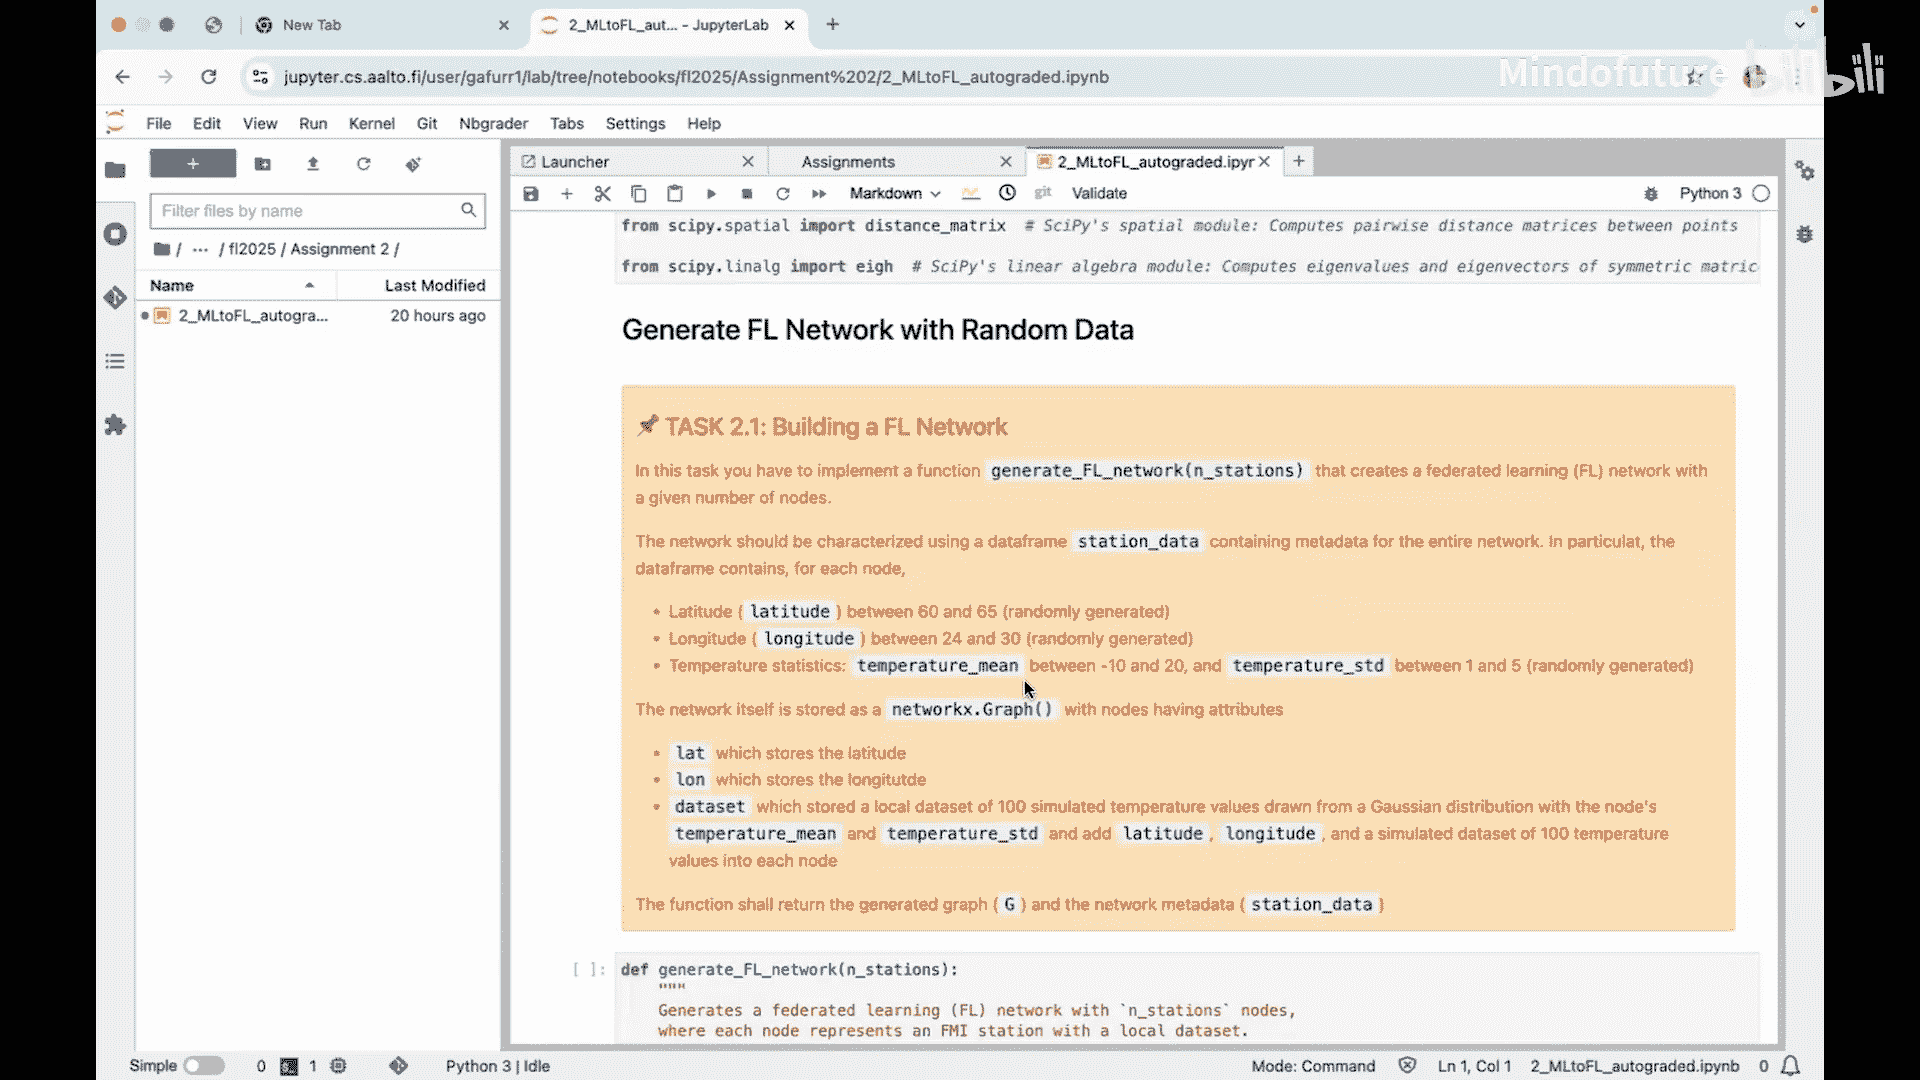 New Tab
2_MLtoFL_aut... - JupyterLab
jupyter.cs.aalto.fi/user/gafurr1/lab/tree/notebooks/fl2025/Assignment%202/2_MLtoFL_autograded.ipynb
Mindofuture
bilibili
File Edit View Run Kernel Git Nbgrader Tabs Settings Help
Launcher
Assignments
2_MLtoFL_autograded.ipyr
Markdown
git
Validate
Python 3
Filter files by name
/ ··· / fl2025 / Assignment 2 /
Name Last Modified
2_MLtoFL_autogra... 20 hours ago
from scipy.spatial import distance_matrix # SciPy's spatial module: Computes pairwise distance matrices between points
from scipy.linalg import eigh # SciPy's linear algebra module: Computes eigenvalues and eigenvectors of symmetric matric
Generate FL Network with Random Data
📌 TASK 2.1: Building a FL Network
In this task you have to implement a function generate_FL_network(n_stations) that creates a federated learning (FL) network with
a given number of nodes.
The network should be characterized using a dataframe station_data containing metadata for the entire network. In particulat, the
dataframe contains, for each node,
• Latitude ( latitude ) between 60 and 65 (randomly generated)
• Longitude ( longitude ) between 24 and 30 (randomly generated)
• Temperature statistics: temperature_mean between -10 and 20, and temperature_std between 1 and 5 (randomly generated)
The network itself is stored as a networkx.Graph() with nodes having attributes
• lat which stores the latitude
• lon which stores the longitutde
• dataset which stored a local dataset of 100 simulated temperature values drawn from a Gaussian distribution with the node's
temperature_mean and temperature_std and add latitude , longitude , and a simulated dataset of 100 temperature
values into each node
The function shall return the generated graph ( G ) and the network metadata ( station_data )
[ ]: def generate_FL_network(n_stations):
"""
Generates a federated learning (FL) network with `n_stations` nodes,
where each node represents an FMI station with a local dataset.
Simple 0 1 Python 3 | Idle Mode: Command Ln 1, Col 1 2_MLtoFL_autograded.ipynb 0